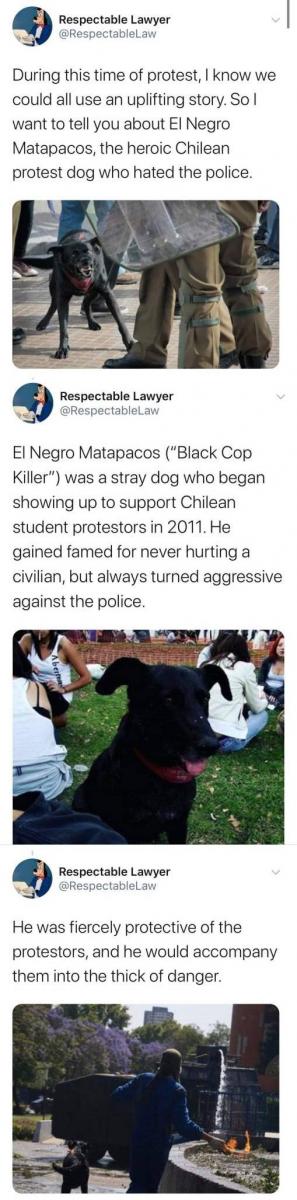 Respectable Lawyer
@RespectableLaw
During this time of protest, I know we
could all use an uplifting story. So I
want to tell you about El Negro
Matapacos, the heroic Chilean
protest dog who hated the police.
Respectable Lawyer
@RespectableLaw
El Negro Matapacos (“Black Cop
Killer”) was a stray dog who began
showing up to support Chilean
student protestors in 2011. He
gained famed for never hurting a
civilian, but always turned aggressive
against the police.
Respectable Lawyer
@RespectableLaw
He was fiercely protective of the
protestors, and he would accompany
them into the thick of danger.